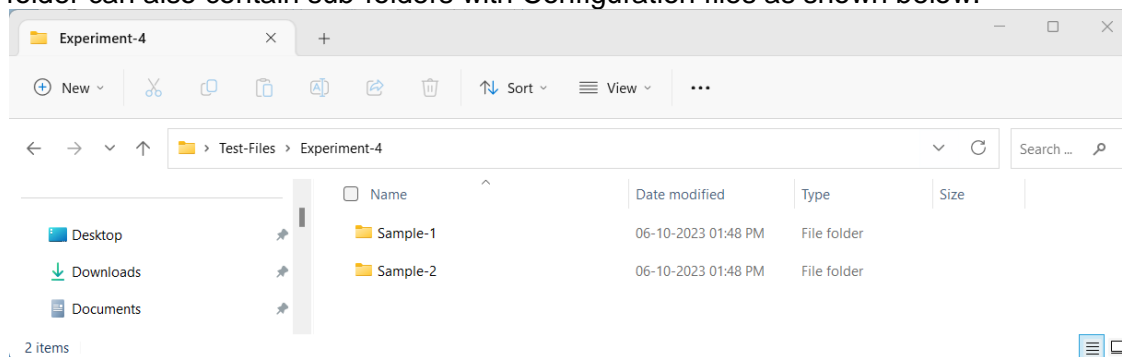 folder can also contain sub-folders with Configuration files as shown below.
Experiment-4
New Sort View
Test-Files Experiment-4 Search ...
Name Date modified Type Size
Desktop Sample-1 06-10-2023 01:48 PM File folder
Downloads Sample-2 06-10-2023 01:48 PM File folder
Documents
2 items